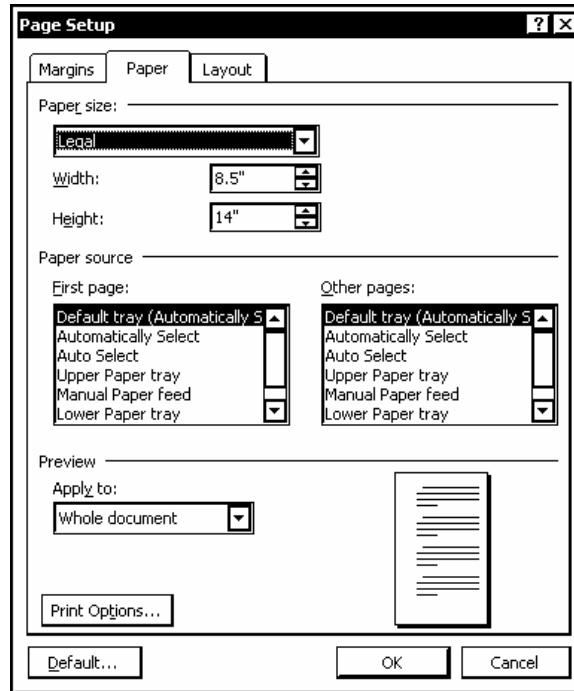 Page Setup
Margins Paper Layout
Paper size:
Legal
Width: 8.5"
Height: 14"
Paper source
First page: Other pages:
Default tray (Automatically S Default tray (Automatically S
Automatically Select Automatically Select
Auto Select Auto Select
Upper Paper tray Upper Paper tray
Manual Paper feed Manual Paper feed
Lower Paper tray Lower Paper tray
Preview
Apply to:
Whole document
Print Options...
Default... OK Cancel